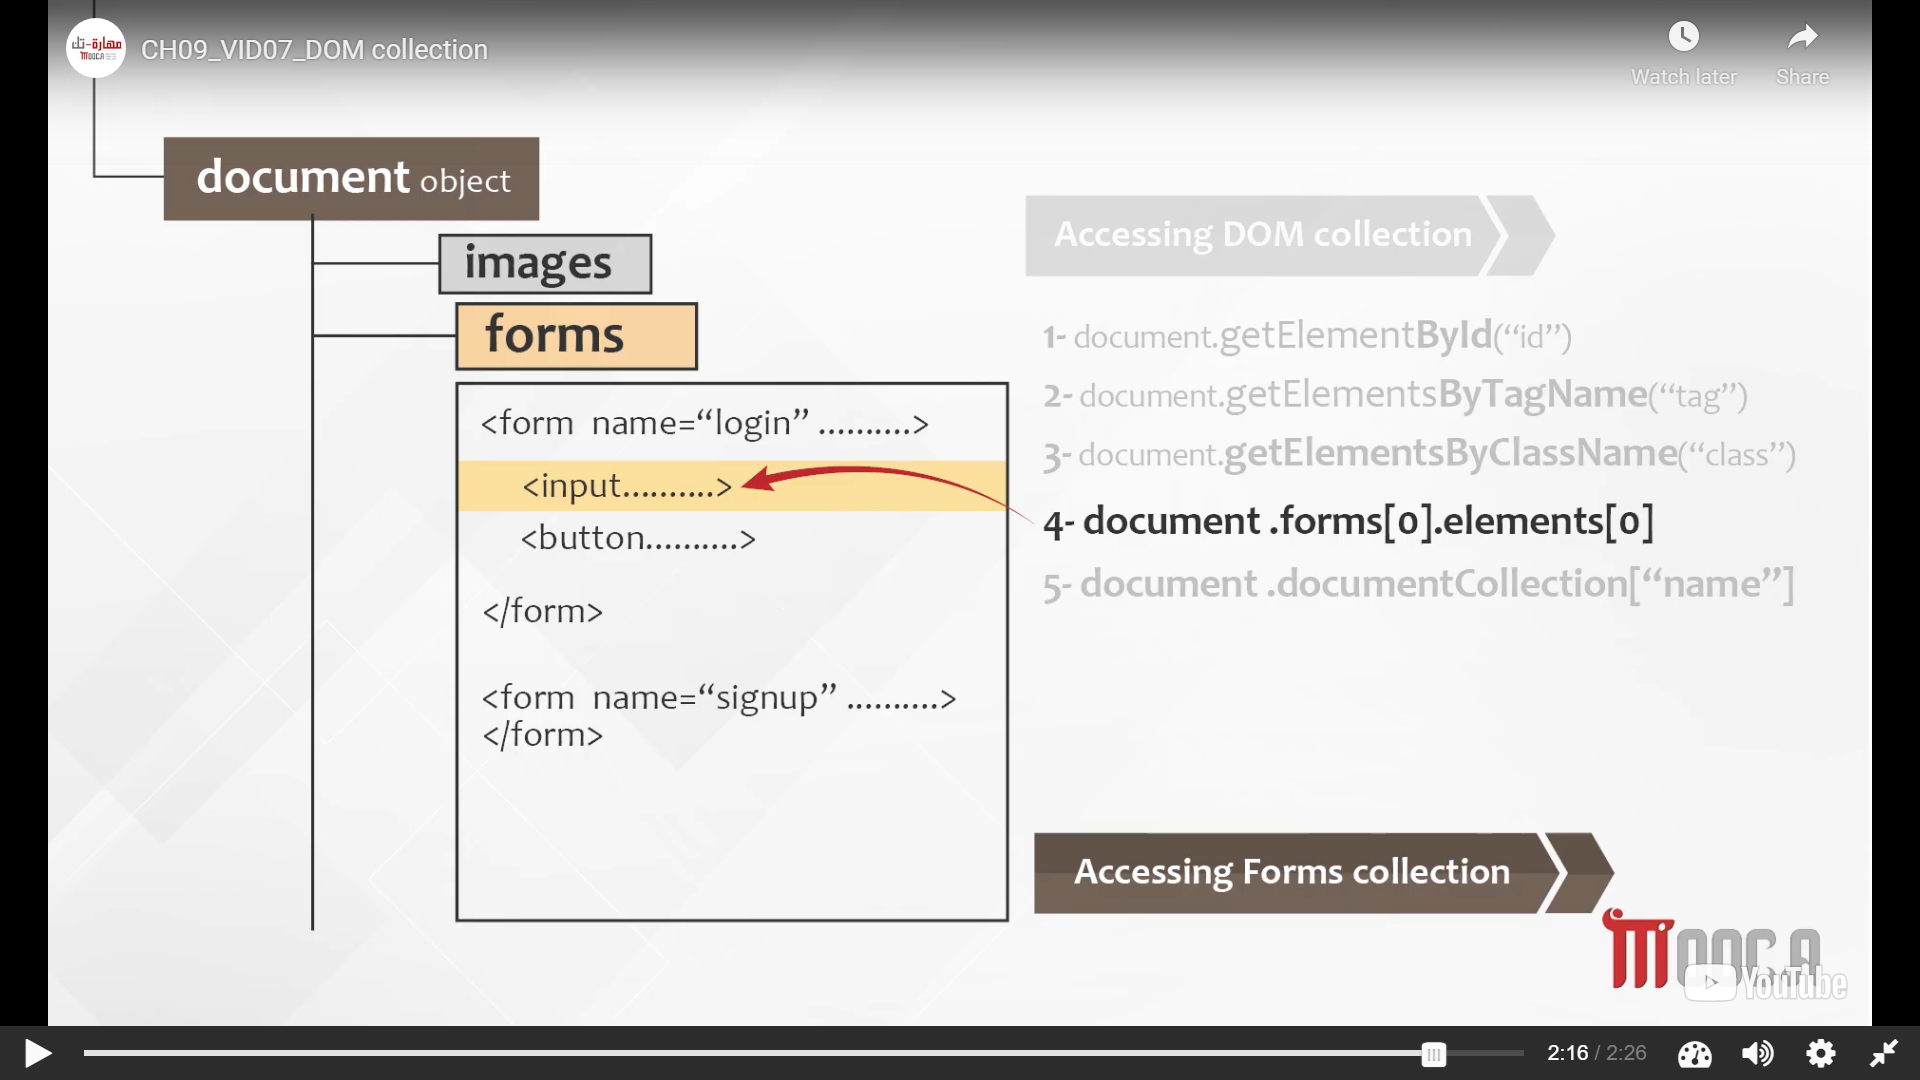 مهارة-تك
MOOCA
CH09_VID07_DOM collection
Watch later
Share
document object
images
forms
<form name=“login” ..........>
<input..........>
<button..........>
</form>
<form name=“signup” ..........>
</form>
Accessing DOM collection
1- document.getElementById(“id”)
2- document.getElementsByTagName(“tag”)
3- document.getElementsByClassName(“class”)
4- document .forms[0].elements[0]
5- document .documentCollection[“name”]
Accessing Forms collection
MOOCA
YouTube
2:16 / 2:26